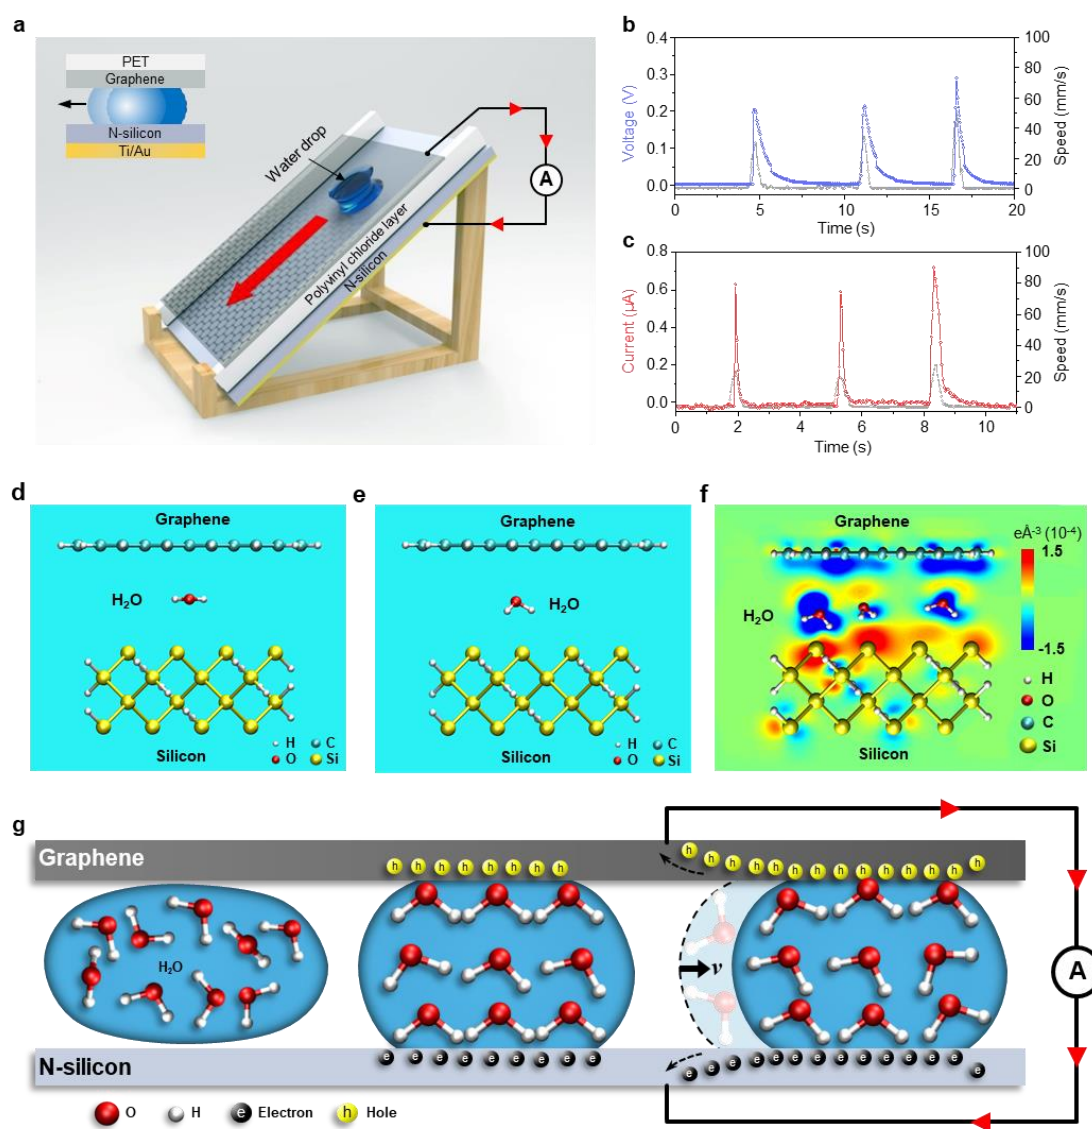 a
PET
Graphene
N-silicon
Ti/Au
Water drop
Polyvinyl chloride layer
N-silicon
A
b
0.4
0.3
0.2
0.1
0.0
Voltage (V)
100
80
60
40
20
0
Speed (mm/s)
0 5 10 15 20
Time (s)
c
0.8
0.6
0.4
0.2
0.0
Current (μA)
100
80
60
40
20
0
Speed (mm/s)
0 2 4 6 8 10
Time (s)
d
Graphene
H₂O
Silicon
H C
O Si
e
Graphene
H₂O
Silicon
H C
O Si
f
Graphene
eÅ⁻³ (10⁻⁴)
1.5
-1.5
H₂O
H
O
C
Si
Silicon
g
Graphene
h h h h h h h h
h h h h h h h h h h h h h h
H₂O
v
A
e e e e e e e e e
e e e e e e e e e e e e e
N-silicon
O H e Electron h Hole